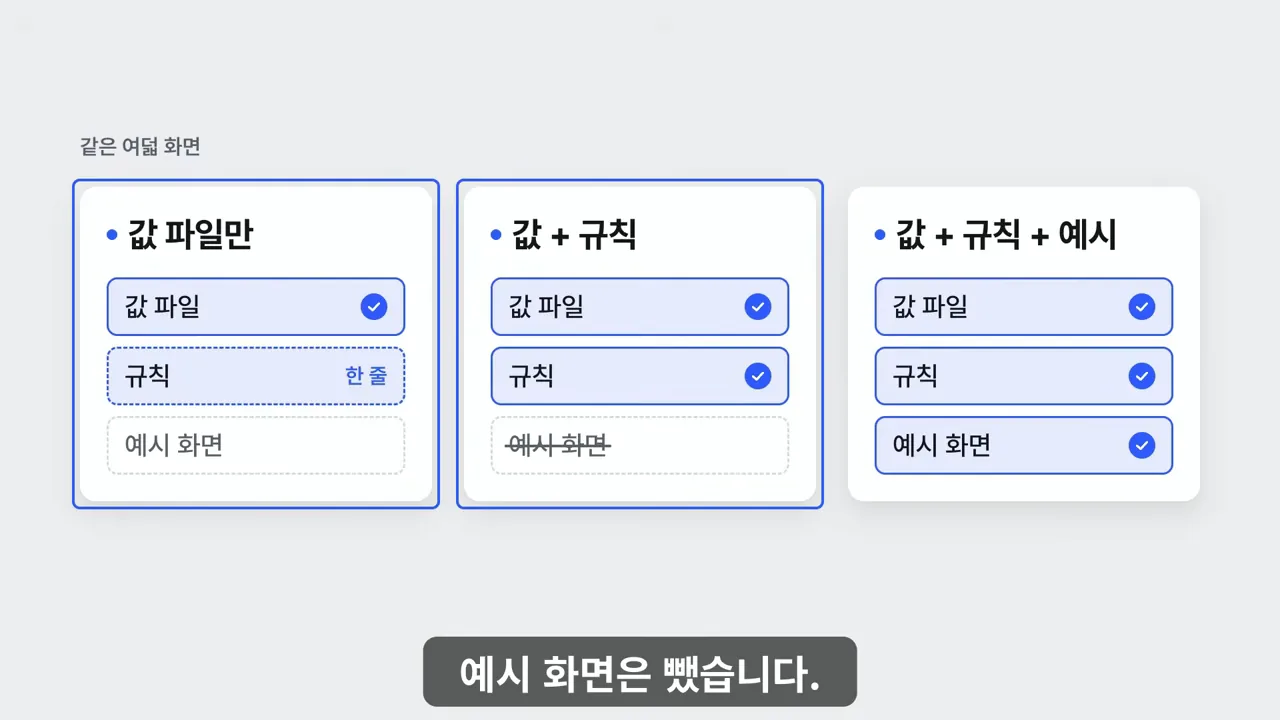 같은 여덟 화면
값 파일만
값 파일
규칙 한 줄
예시 화면
값 + 규칙
값 파일
규칙
예시 화면
값 + 규칙 + 예시
값 파일
규칙
예시 화면
예시 화면은 뺐습니다.